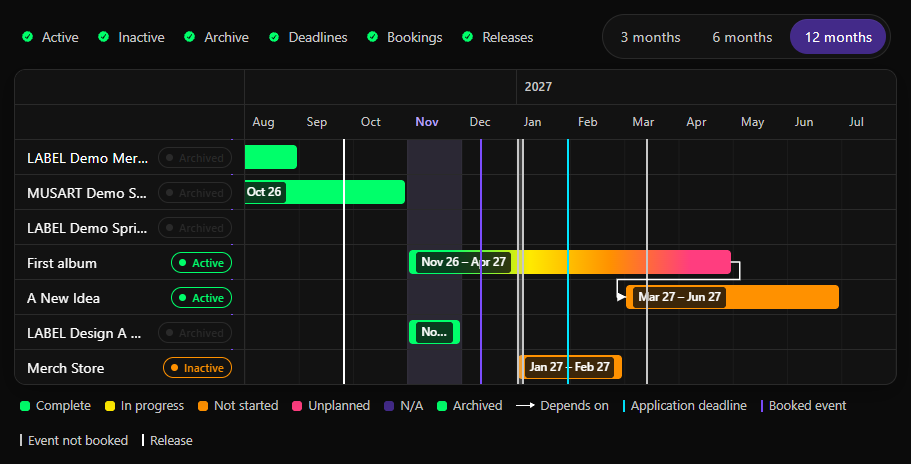 Active Inactive Archive Deadlines Bookings Releases 3 months 6 months 12 months
2027
Aug Sep Oct Nov Dec Jan Feb Mar Apr May Jun Jul
LABEL Demo Mer... Archived
MUSART Demo S... Archived Oct 26
LABEL Demo Spri... Archived
First album Active Nov 26 – Apr 27
A New Idea Active Mar 27 – Jun 27
LABEL Design A ... Archived No...
Merch Store Inactive Jan 27 – Feb 27
Complete In progress Not started Unplanned N/A Archived Depends on Application deadline Booked event
Event not booked Release